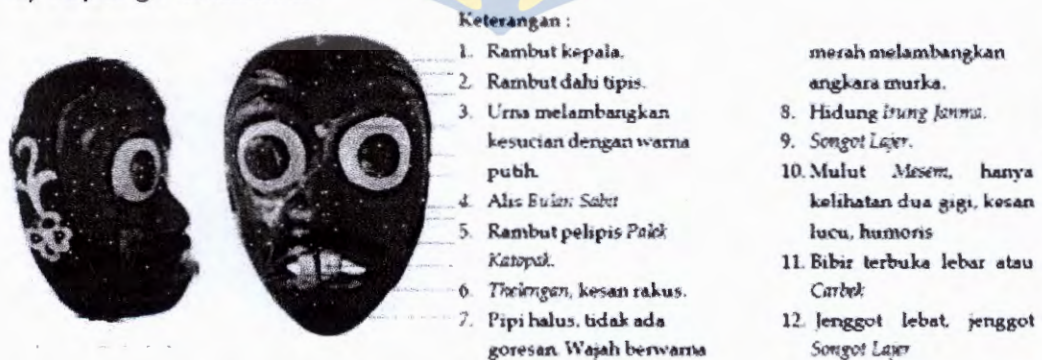 Keterangan :
1. Rambut kepala.
2. Rambut dahi tipis.
3. Urna melambangkan
kesucian dengan warna
putih.
4. Alis Bulan Sabit
5. Rambut pelipis Palek
Katopak.
6. Thelengan, kesan rakus.
7. Pipi halus, tidak ada
goresan. Wajah berwarna
merah melambangkan
angkara murka.
8. Hidung Irung Janma.
9. Songot Lajer.
10. Mulut Mesem, hanya
kelihatan dua gigi, kesan
lucu, humoris
11. Bibir terbuka lebar atau
Carbek
12. Jenggot lebat, jenggot
Songot Lajer